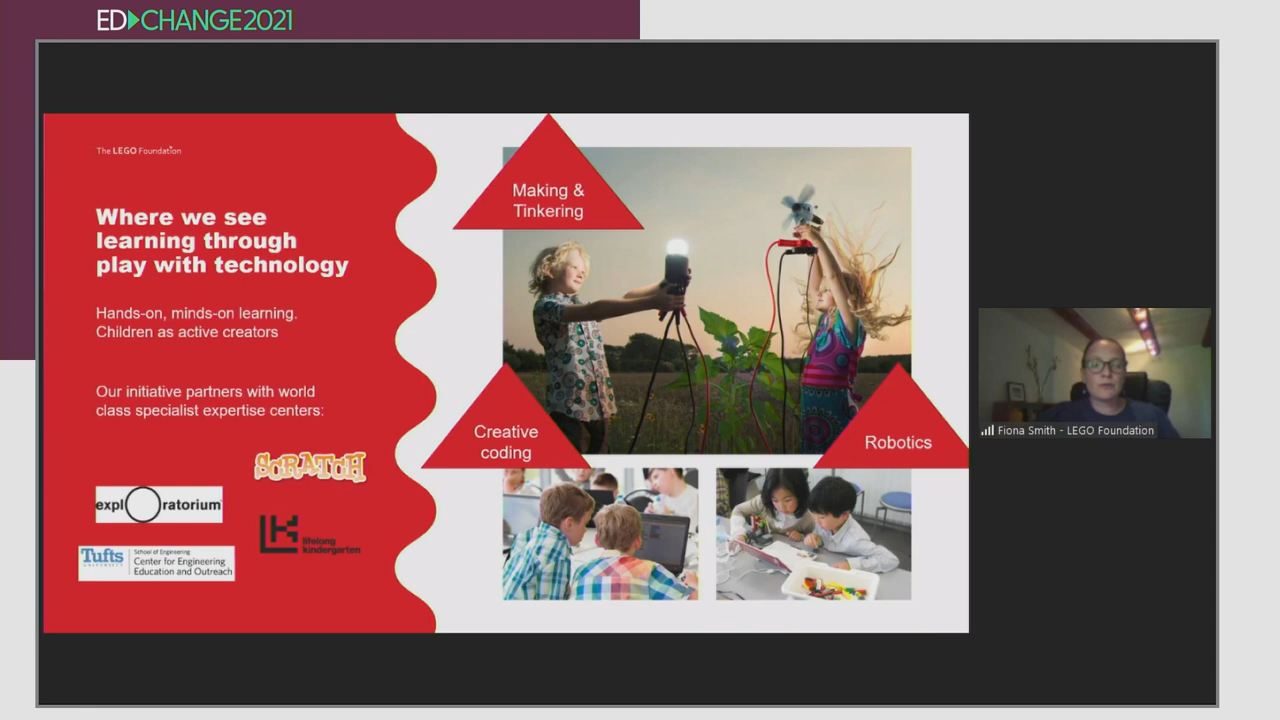 ED CHANGE2021
The LEGO Foundation
Where we see
learning through
play with technology
Hands-on, minds-on learning.
Children as active creators
Our initiative partners with world
class specialist expertise centers:
SCRATCH
exploratorium
lifelong
kindergarten
Tufts
UNIVERSITY
School of Engineering
Center for Engineering
Education and Outreach
Making &
Tinkering
Creative
coding
Robotics
Fiona Smith - LEGO Foundation